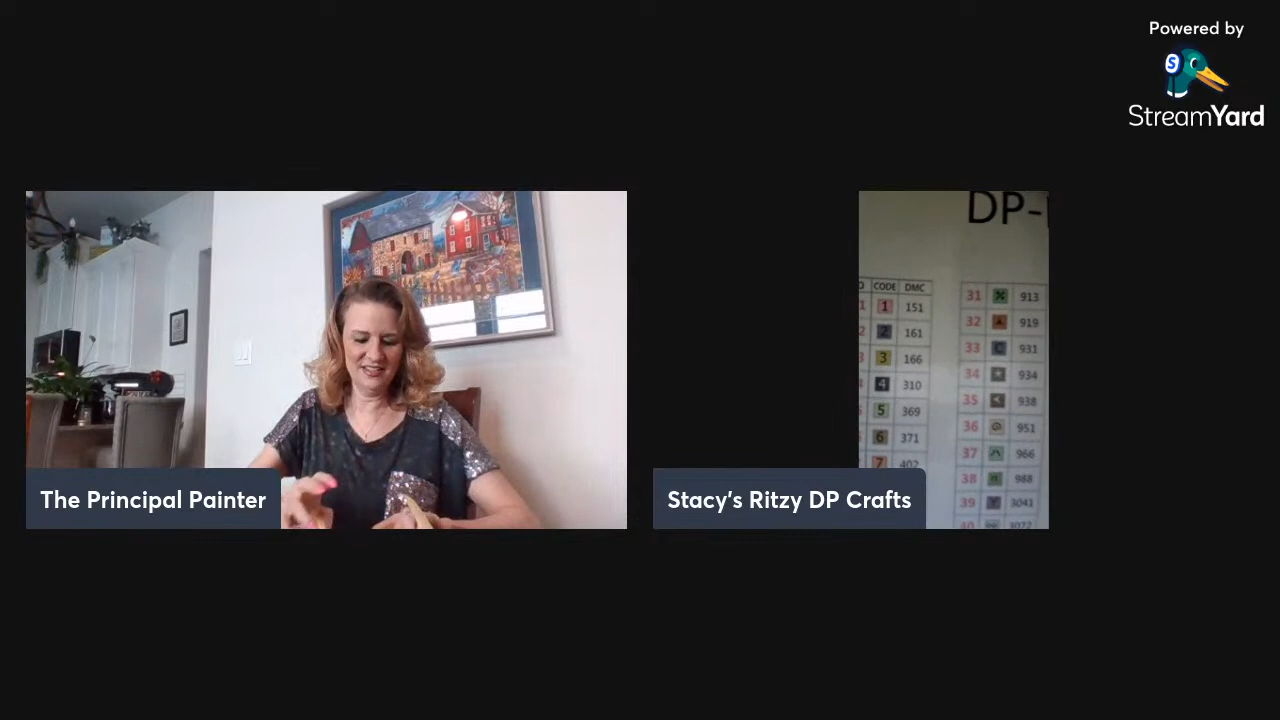 Powered by
S
StreamYard
The Principal Painter
Stacy's Ritzy DP Crafts
DP-
CODE DMC
1 151
2 161
3 166
4 310
5 369
6 371
7 402
31 913
32 919
33 C 931
34 934
35 938
36 951
37 966
38 988
39 3041
40 3072